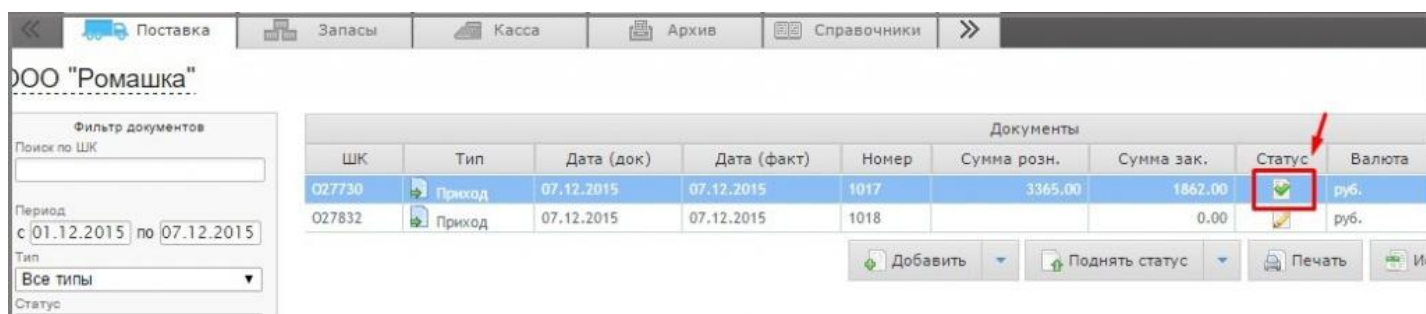 Поставка Запасы Касса Архив Справочники
ООО "Ромашка"
Фильтр документов
Поиск по ШК
Период
с 01.12.2015 по 07.12.2015
Тип
Все типы
Статус
Документы
ШК Тип Дата (док) Дата (факт) Номер Сумма розн. Сумма зак. Статус Валюта
027730 Приход 07.12.2015 07.12.2015 1017 3365.00 1862.00 руб.
027832 Приход 07.12.2015 07.12.2015 1018 0.00 руб.
Добавить Поднять статус Печать